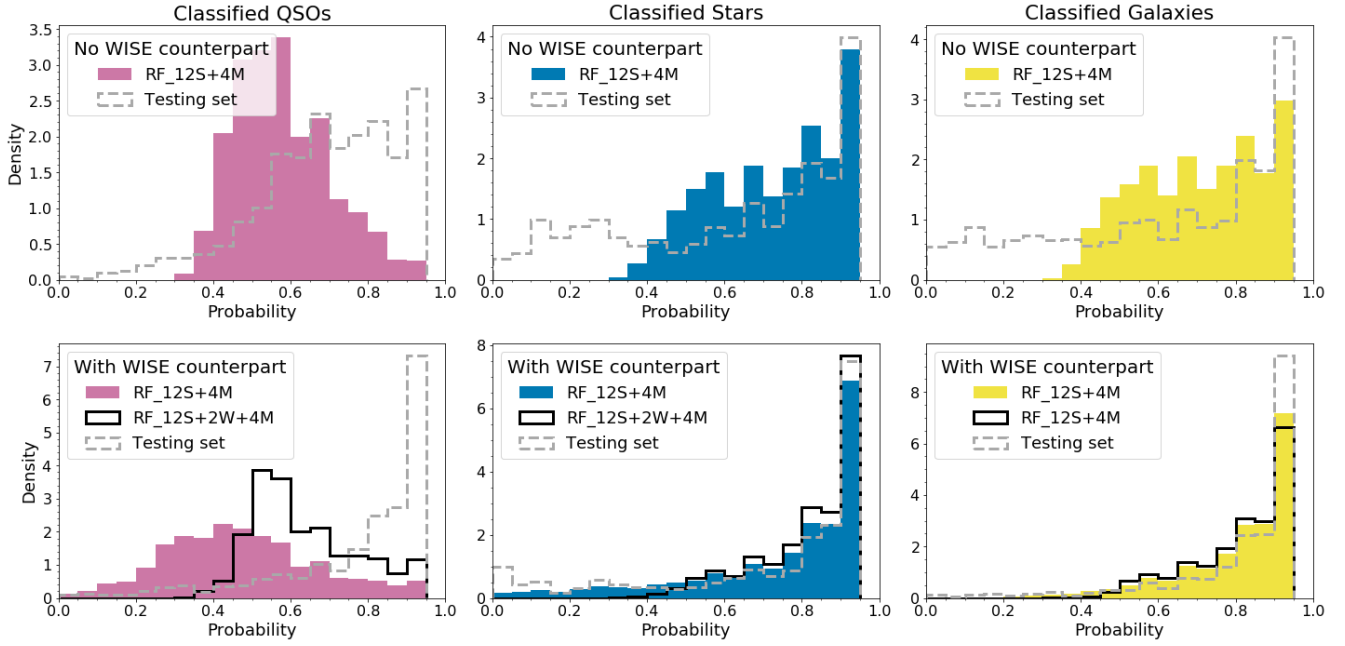 Classified QSOs
Classified Stars
Classified Galaxies
3.5
3.0
2.5
2.0
1.5
1.0
0.5
0.0
Density
No WISE counterpart
RF_12S+4M
Testing set
0.0 0.2 0.4 0.6 0.8 1.0
Probability
4
3
2
1
0
No WISE counterpart
RF_12S+4M
Testing set
0.0 0.2 0.4 0.6 0.8 1.0
Probability
4
3
2
1
0
No WISE counterpart
RF_12S+4M
Testing set
0.0 0.2 0.4 0.6 0.8 1.0
Probability
7
6
5
4
3
2
1
0
Density
With WISE counterpart
RF_12S+4M
RF_12S+2W+4M
Testing set
0.0 0.2 0.4 0.6 0.8 1.0
Probability
8
6
4
2
0
With WISE counterpart
RF_12S+4M
RF_12S+2W+4M
Testing set
0.0 0.2 0.4 0.6 0.8 1.0
Probability
8
6
4
2
0
With WISE counterpart
RF_12S+4M
RF_12S+4M
Testing set
0.0 0.2 0.4 0.6 0.8 1.0
Probability